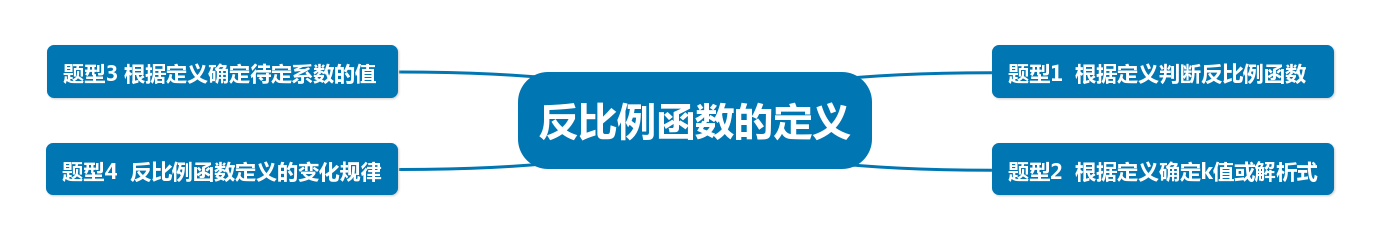 反比例函数的定义
题型1 根据定义判断反比例函数
题型2 根据定义确定k值或解析式
题型3 根据定义确定待定系数的值
题型4 反比例函数定义的变化规律